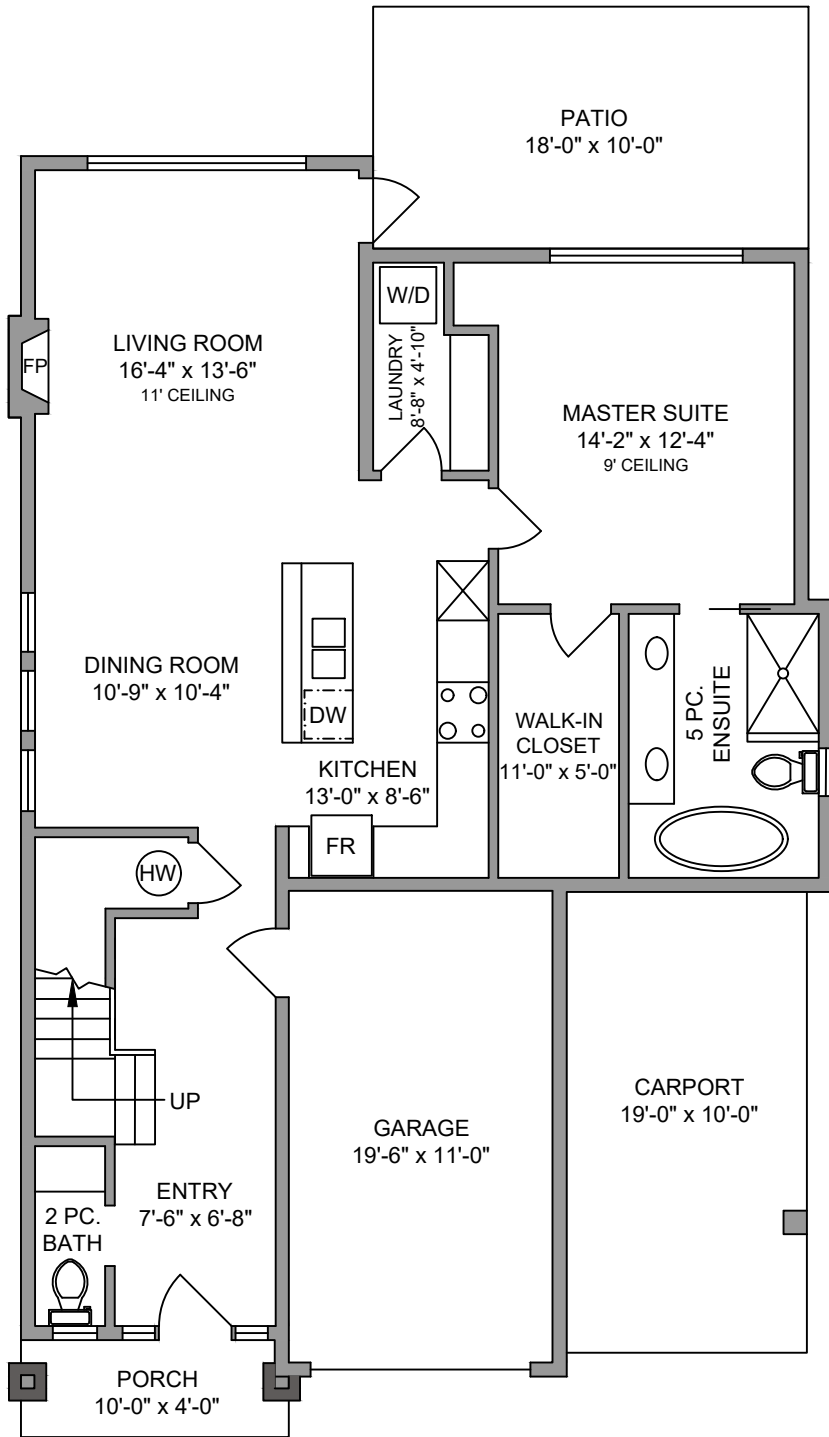 PATIO
18'-0" x 10'-0"
W/D
LAUNDRY
8'-8" x 4'-10"
LIVING ROOM
16'-4" x 13'-6"
11' CEILING
FP
MASTER SUITE
14'-2" x 12'-4"
9' CEILING
DINING ROOM
10'-9" x 10'-4"
DW
KITCHEN
13'-0" x 8'-6"
FR
WALK-IN
CLOSET
11'-0" x 5'-0"
5 PC.
ENSUITE
HW
UP
GARAGE
19'-6" x 11'-0"
CARPORT
19'-0" x 10'-0"
ENTRY
7'-6" x 6'-8"
2 PC.
BATH
PORCH
10'-0" x 4'-0"